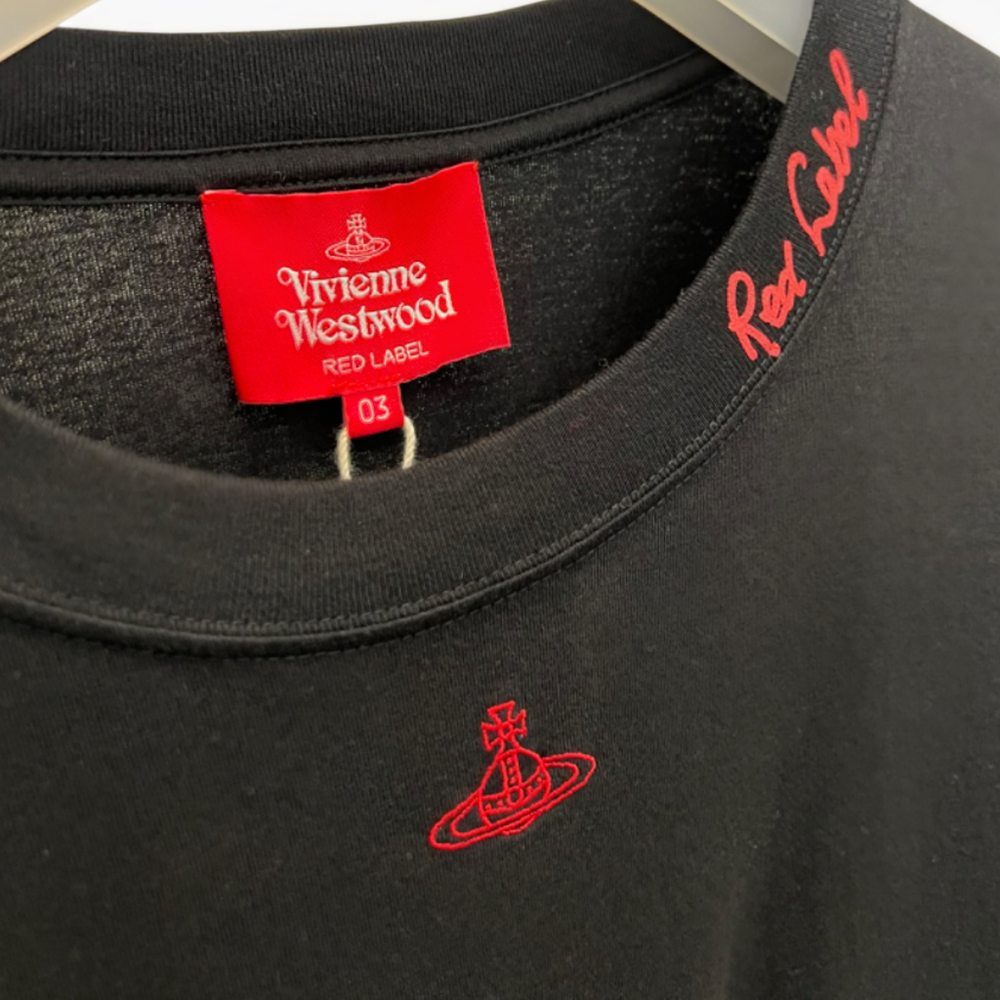 Vivienne
Westwood
RED LABEL
03
Red Label